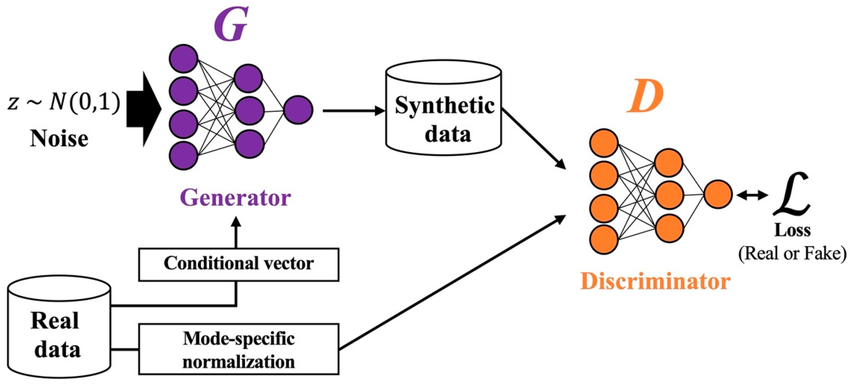 G
z ~ N(0,1)
Noise
Generator
Synthetic
data
D
Discriminator
ℒ
Loss
(Real or Fake)
Conditional vector
Real
data
Mode-specific
normalization